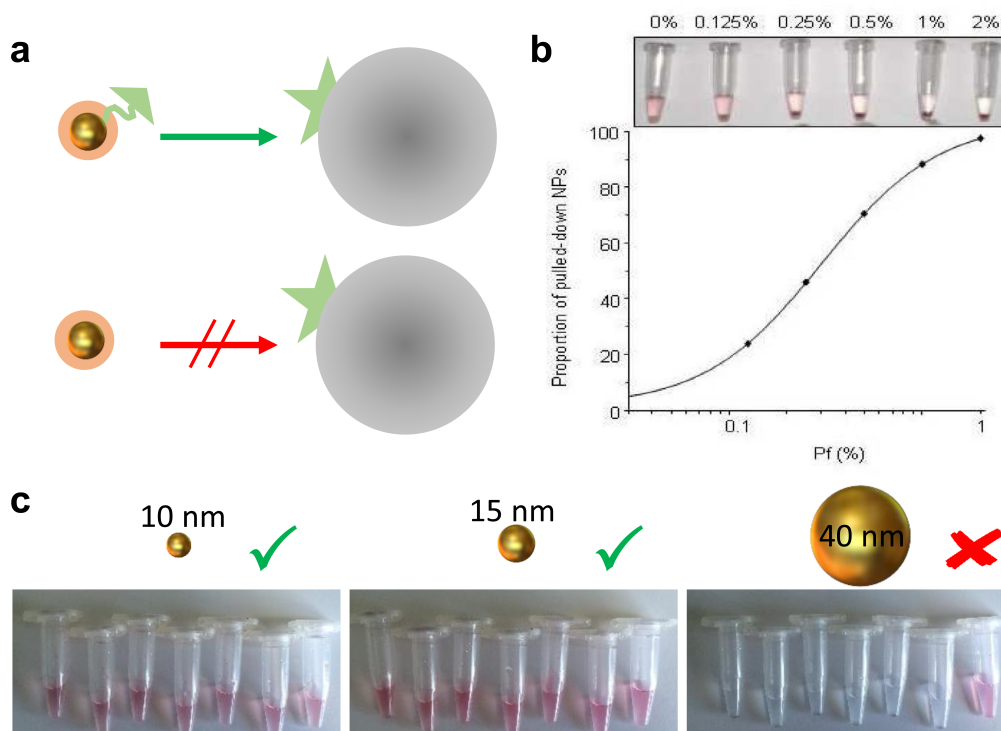 a
b
0% 0.125% 0.25% 0.5% 1% 2%
Proportion of pulled-down NPs
100
80
60
40
20
0
0.1 1
Pf (%)
c
10 nm
15 nm
40 nm